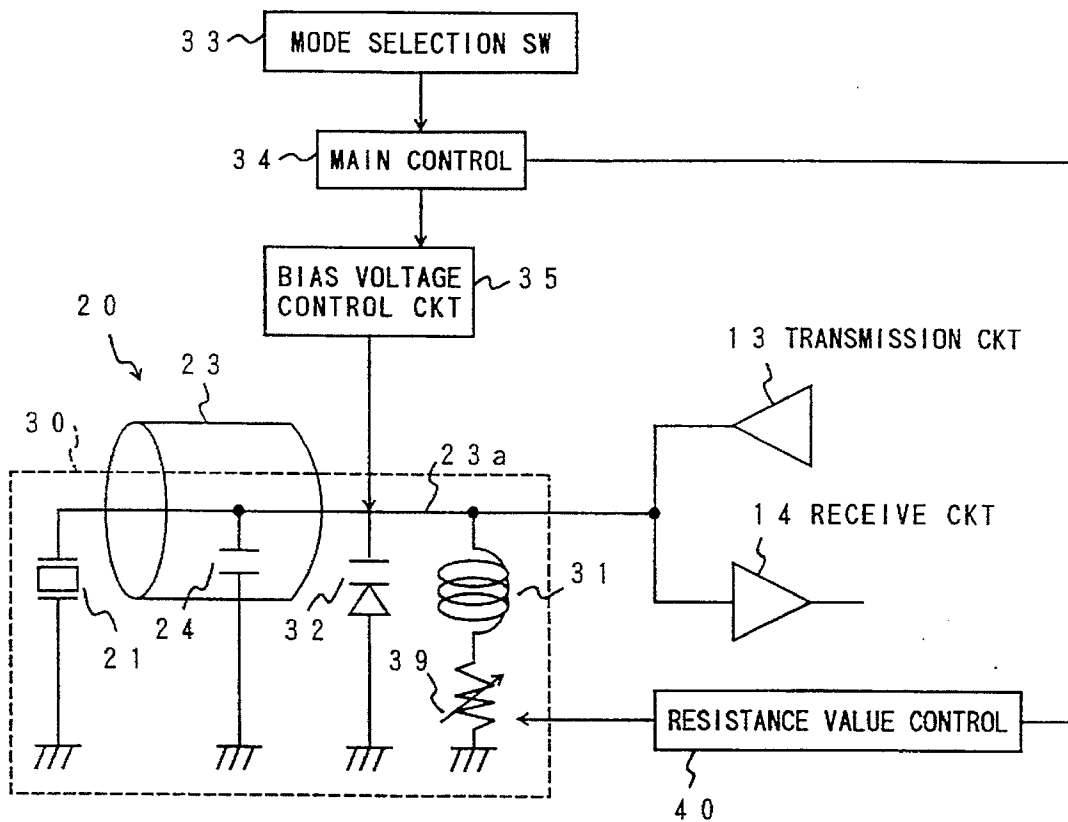 33 MODE SELECTION SW
34 MAIN CONTROL
BIAS VOLTAGE
CONTROL CKT
35
20
23
13 TRANSMISSION CKT
30
23a
14 RECEIVE CKT
31
24
32
21
39
RESISTANCE VALUE CONTROL
40